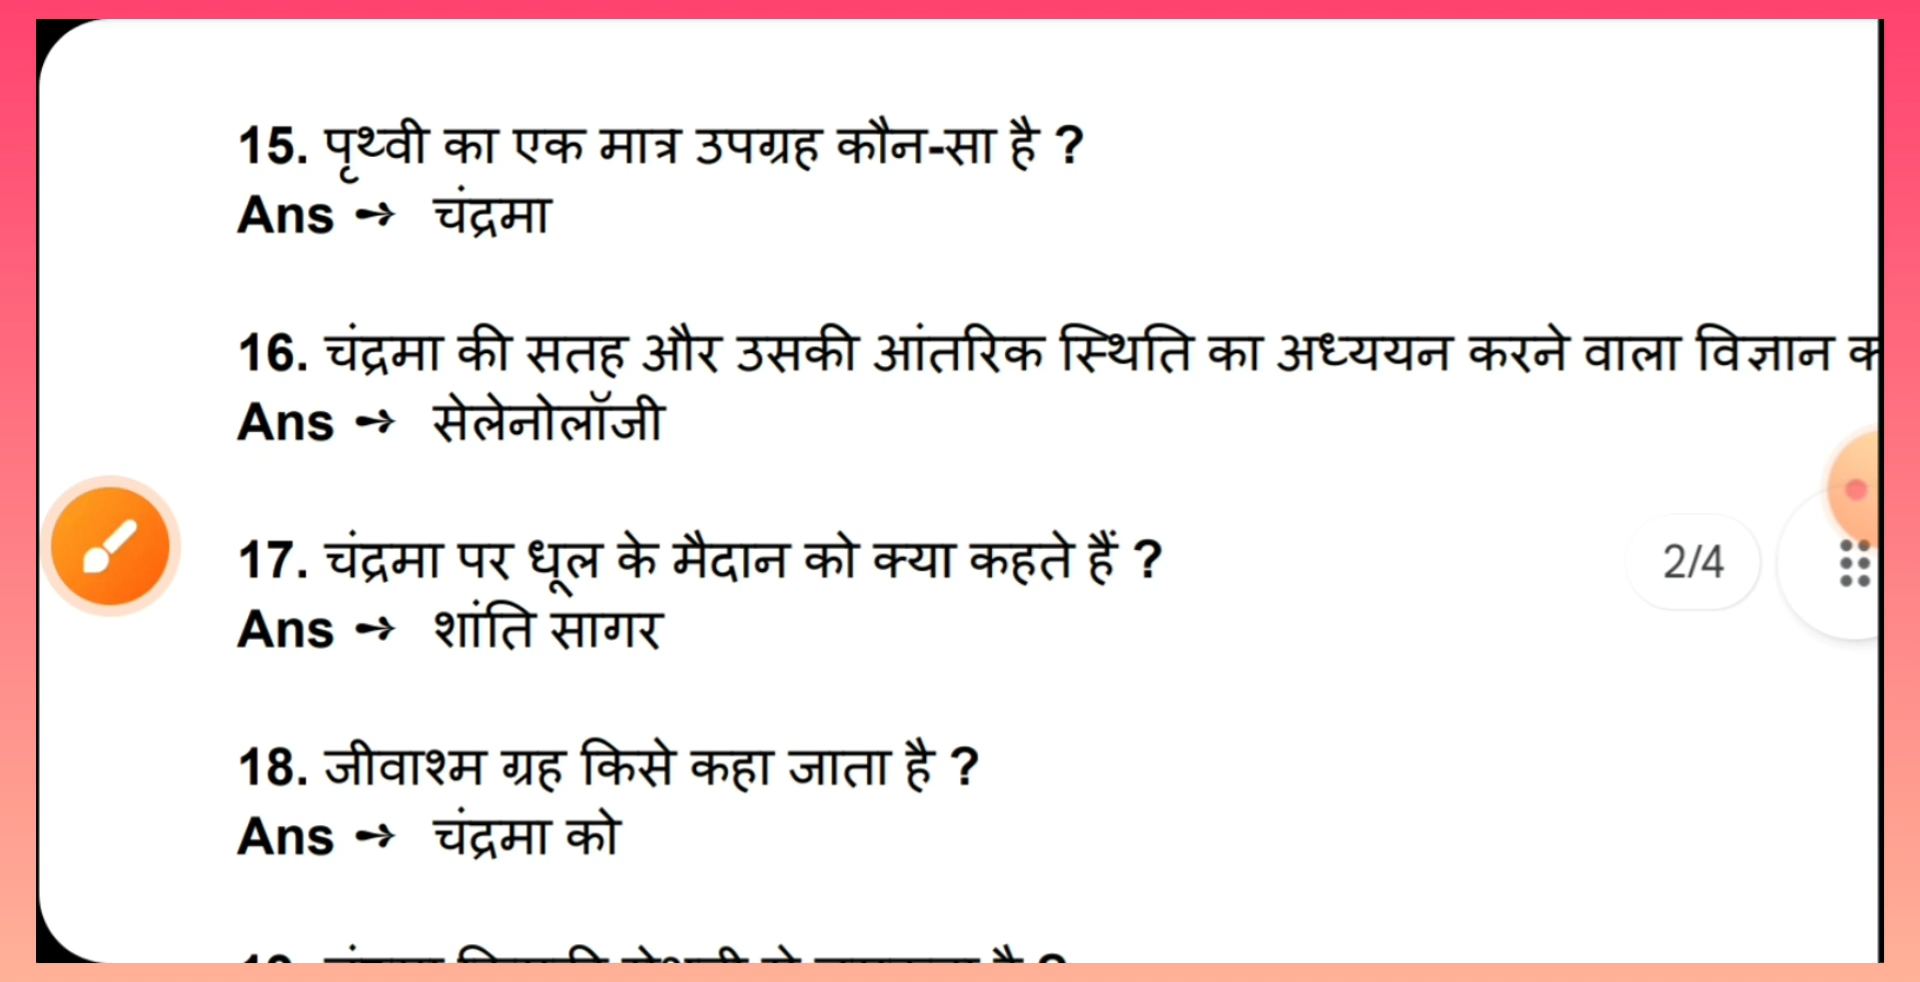 15. पृथ्वी का एक मात्र उपग्रह कौन-सा है ?
Ans ➺ चंद्रमा
16. चंद्रमा की सतह और उसकी आंतरिक स्थिति का अध्ययन करने वाला विज्ञान
Ans ➺ सेलेनोलॉजी
17. चंद्रमा पर धूल के मैदान को क्या कहते हैं ?
2/4
Ans ➺ शांति सागर
18. जीवाश्म ग्रह किसे कहा जाता है ?
Ans ➺ चंद्रमा को